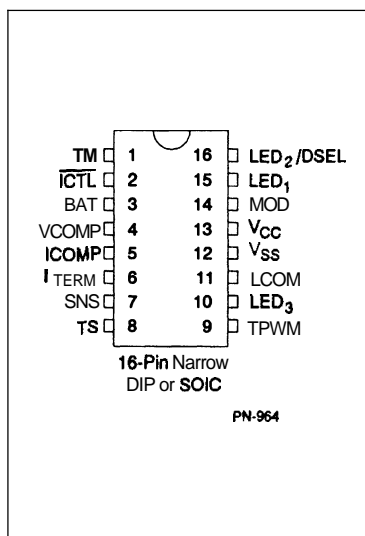 TM 1 16 LED2/DSEL
ICTL 2 15 LED1
BAT 3 14 MOD
VCOMP 4 13 VCC
ICOMP 5 12 VSS
ITERM 6 11 LCOM
SNS 7 10 LED3
TS 8 9 TPWM
16-Pin Narrow
DIP or SOIC
PN-964